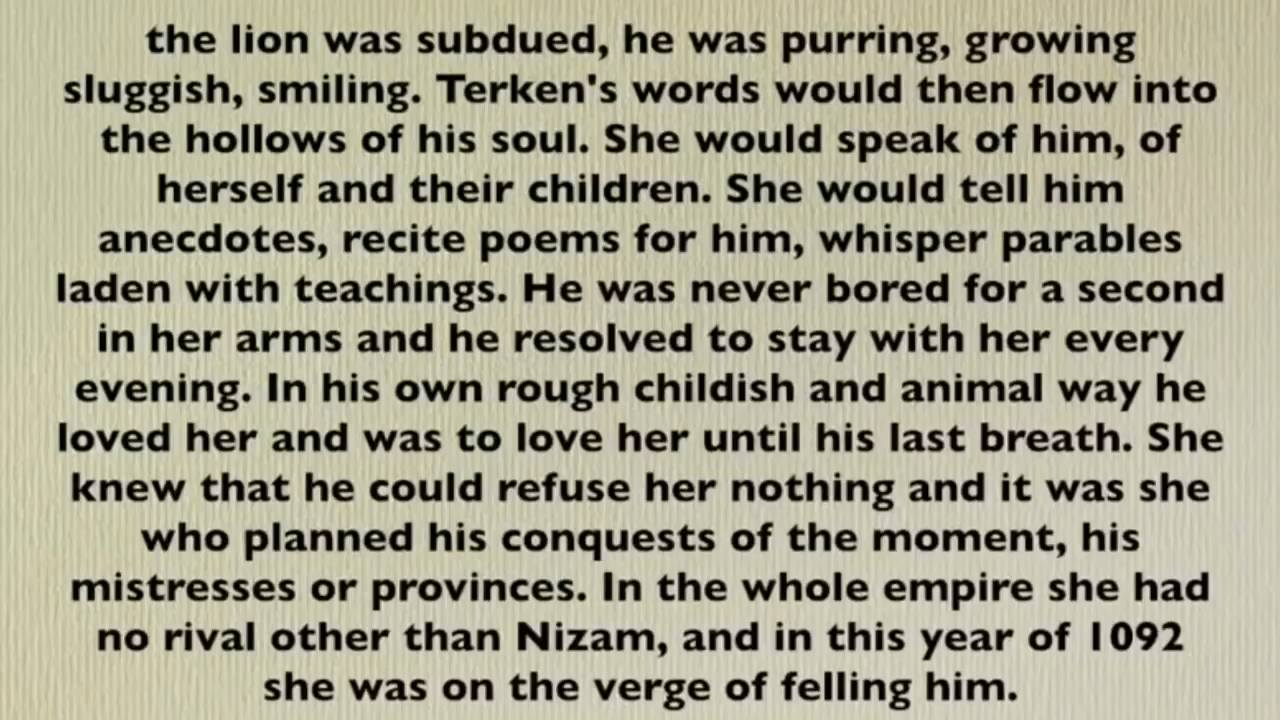 the lion was subdued, he was purring, growing
sluggish, smiling. Terken's words would then flow into
the hollows of his soul. She would speak of him, of
herself and their children. She would tell him
anecdotes, recite poems for him, whisper parables
laden with teachings. He was never bored for a second
in her arms and he resolved to stay with her every
evening. In his own rough childish and animal way he
loved her and was to love her until his last breath. She
knew that he could refuse her nothing and it was she
who planned his conquests of the moment, his
mistresses or provinces. In the whole empire she had
no rival other than Nizam, and in this year of 1092
she was on the verge of felling him.